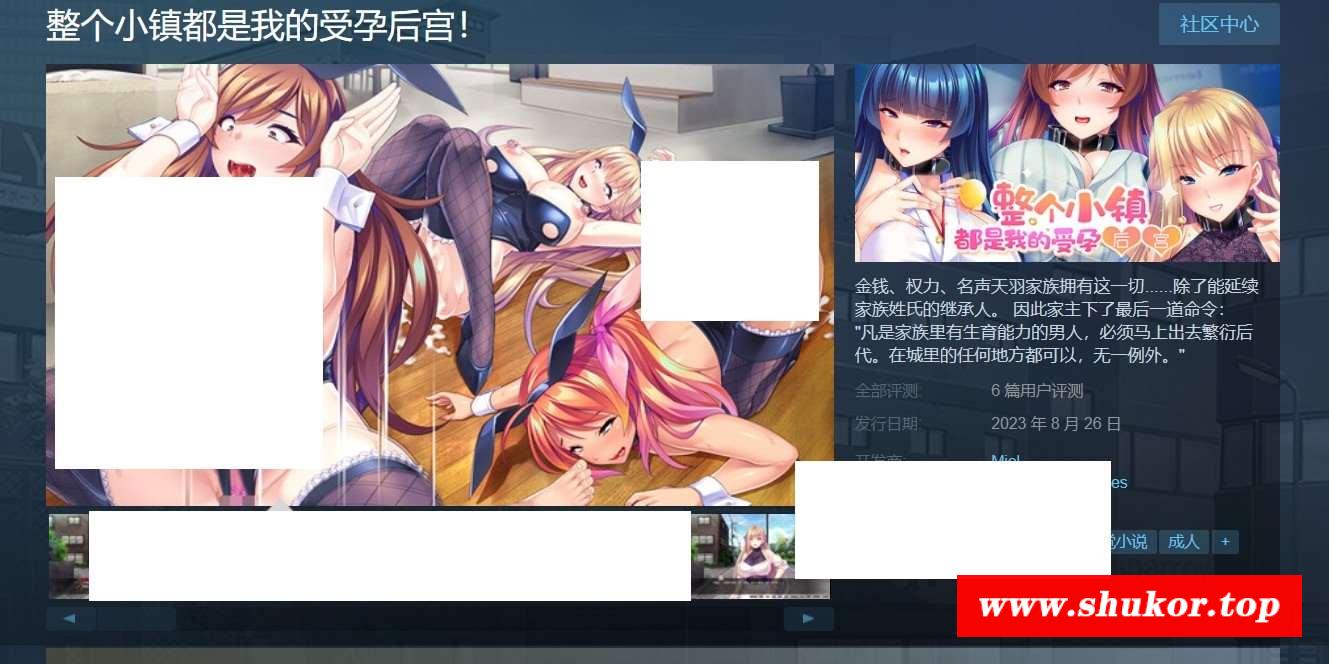 整个小镇都是我的受孕后宫！
社区中心
整个小镇
都是我的受孕后宫
金钱、权力、名声天羽家族拥有这一切......除了能延续
家族姓氏的继承人。 因此家主下了最后一道命令：
"凡是家族里有生育能力的男人，必须马上出去繁衍后
代。在城里的任何地方都可以，无一例外。"
全部评测:
6 篇用户评测
发行日期:
2023 年 8 月 26 日
开发商:
Miel
es
小说
成人
+
www.shukor.top